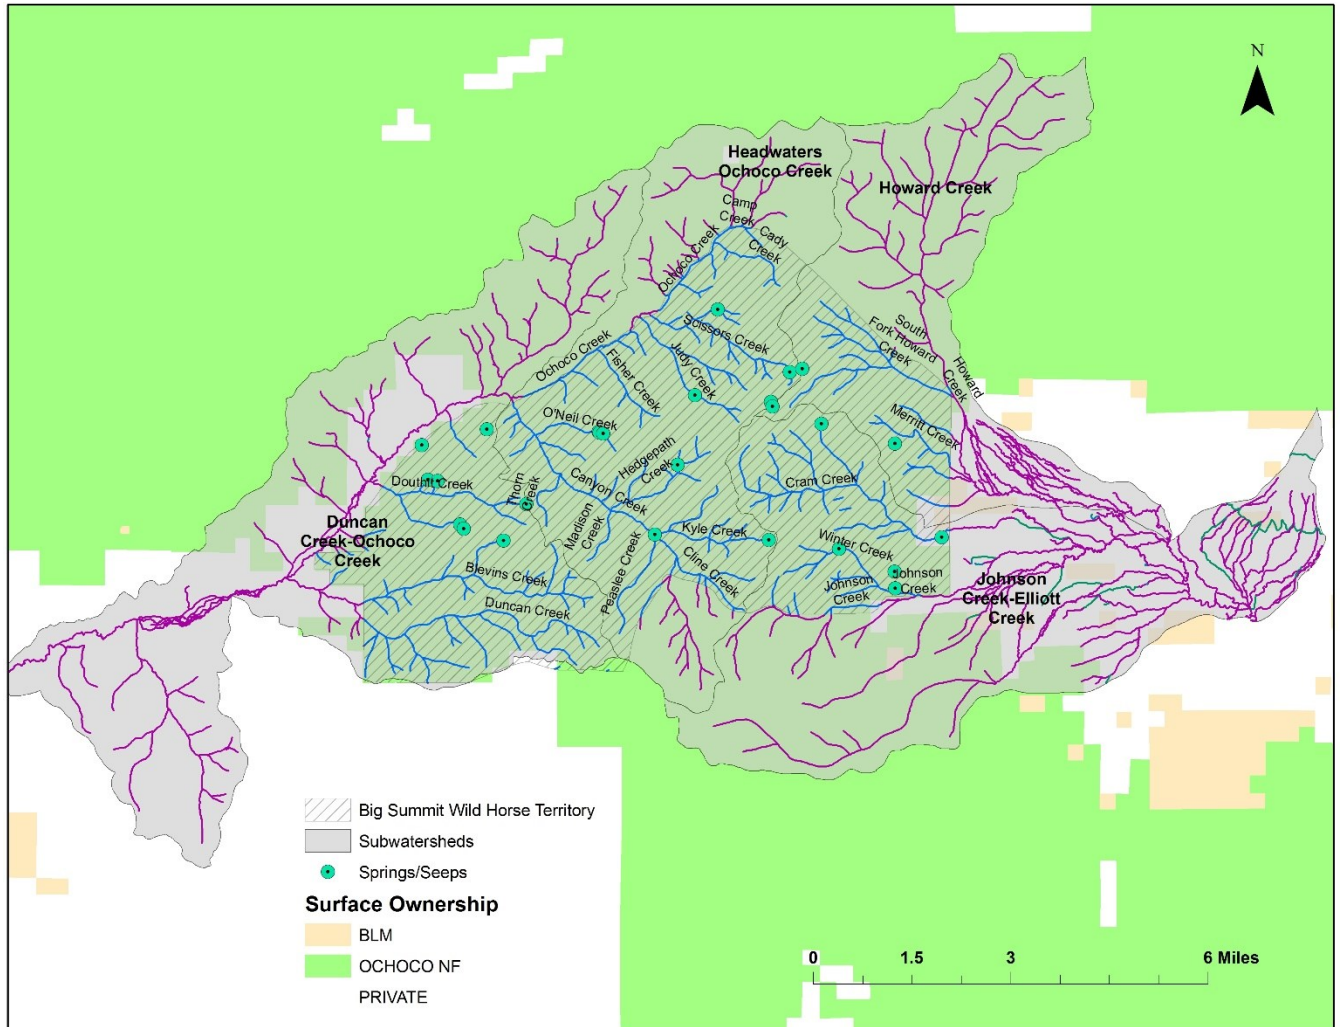 N
Headwaters
Ochoco Creek
Howard Creek
Camp
Creek
Cady
Creek
Ochoco Creek
South
Fork Howard
Creek
Howard
Creek
Scissors Creek
Judy Creek
Ochoco Creek
Fisher Creek
O'Neil Creek
Merritt Creek
Hedgepath
Creek
Canyon Creek
Cram Creek
Douthit Creek
Thorn
Creek
Madison
Creek
Duncan
Creek-Ochoco
Creek
Kyle Creek
Winter Creek
Cline Creek
Peaslee Creek
Blevins Creek
Duncan Creek
Johnson
Creek
Johnson
Creek
Johnson
Creek-Elliott
Creek
Big Summit Wild Horse Territory
Subwatersheds
Springs/Seeps
Surface Ownership
BLM
OCHOCO NF
PRIVATE
0 1.5 3 6 Miles